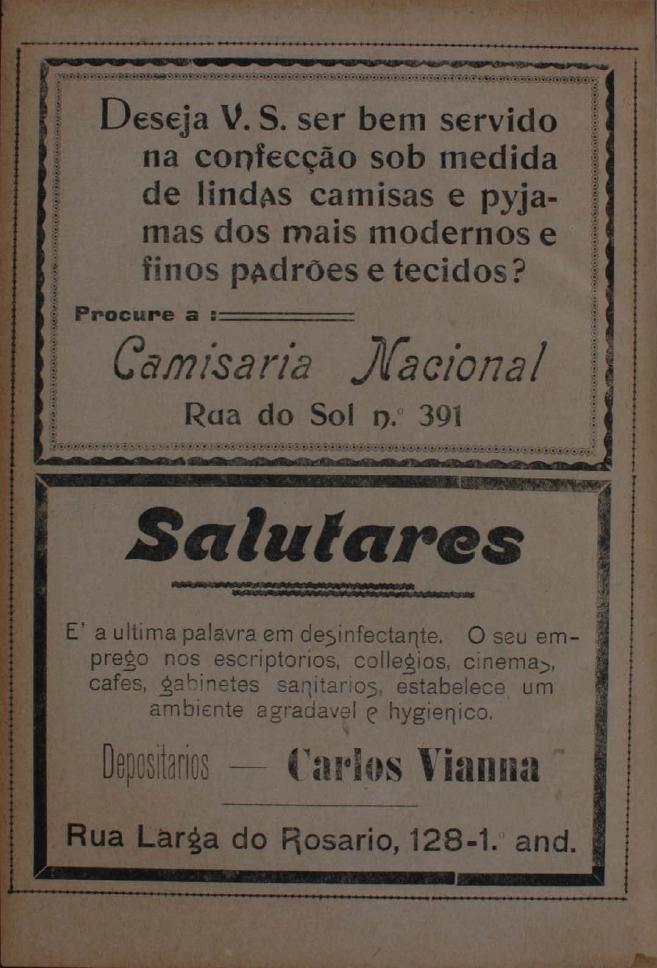 Deseja V. S. ser bem servido
na confecção sob medida
de lindas camisas e pyja-
mas dos mais modernos e
finos padrões e tecidos?
Procure a :
Camisaria Nacional
Rua do Sol n.º 391
Salutares
E' a ultima palavra em desinfectante. O seu em-
prego nos escriptorios, collegios, cinemas,
cafes, gabinetes sanitarios, estabelece um
ambiente agradavel e hygienico.
Depositarios — Carlos Vianna
Rua Larga do Rosario, 128-1.º and.